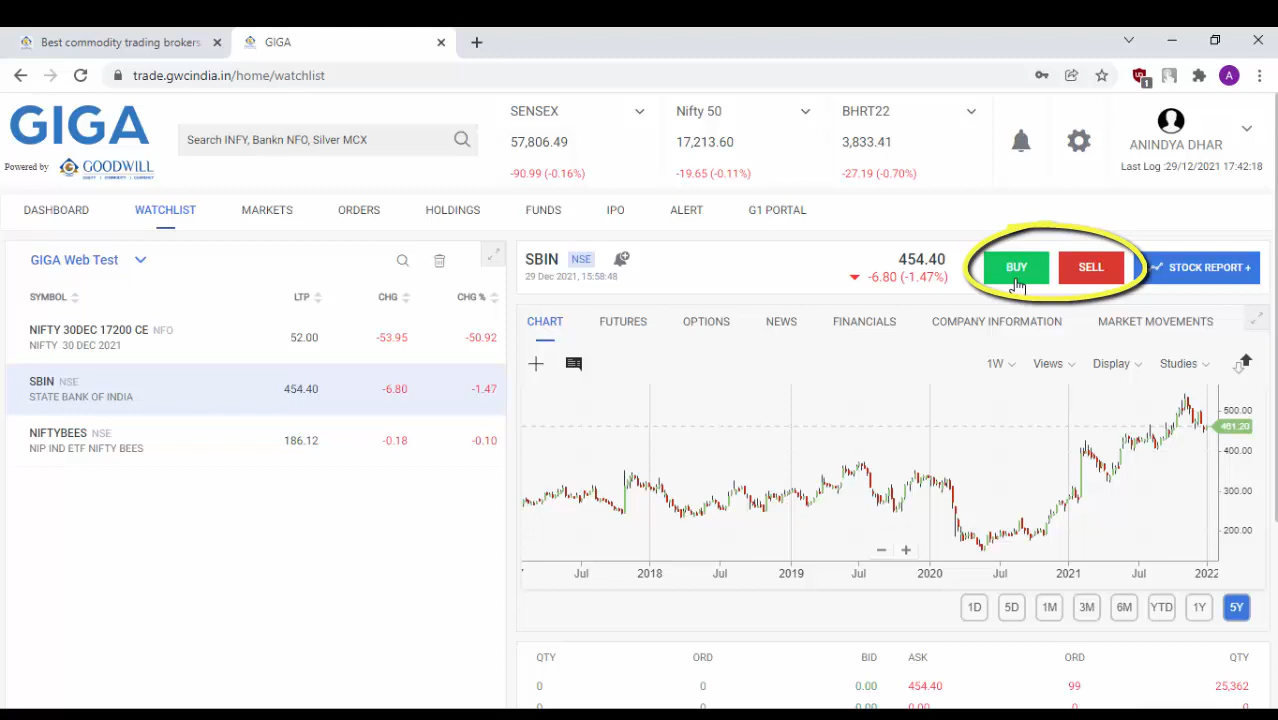 Best commodity trading brokers
GIGA
trade.gwcindia.in/home/watchlist
1
A
GIGA
Powered by GOODWILL
Search INFY, Bankn NFO, Silver MCX
SENSEX
57,806.49
-90.99 (-0.16%)
Nifty 50
17,213.60
-19.65 (-0.11%)
BHRT22
3,833.41
-27.19 (-0.70%)
ANINDYA DHAR
Last Log :29/12/2021 17:42:18
DASHBOARD WATCHLIST MARKETS ORDERS HOLDINGS FUNDS IPO ALERT G1 PORTAL
GIGA Web Test
SYMBOL LTP CHG CHG %
NIFTY 30DEC 17200 CE NFO
NIFTY 30 DEC 2021
52.00 -53.95 -50.92
SBIN NSE
STATE BANK OF INDIA
454.40 -6.80 -1.47
NIFTYBEES NSE
NIP IND ETF NIFTY BEES
186.12 -0.18 -0.10
SBIN NSE
29 Dec 2021, 15:58:48
454.40
-6.80 (-1.47%)
BUY SELL STOCK REPORT +
CHART FUTURES OPTIONS NEWS FINANCIALS COMPANY INFORMATION MARKET MOVEMENTS
1W Views Display Studies
500.00
461.20
400.00
300.00
200.00
Jul 2018 Jul 2019 Jul 2020 Jul 2021 Jul 2022
1D 5D 1M 3M 6M YTD 1Y 5Y
QTY ORD BID ASK ORD QTY
0 0 0.00 454.40 99 25,362